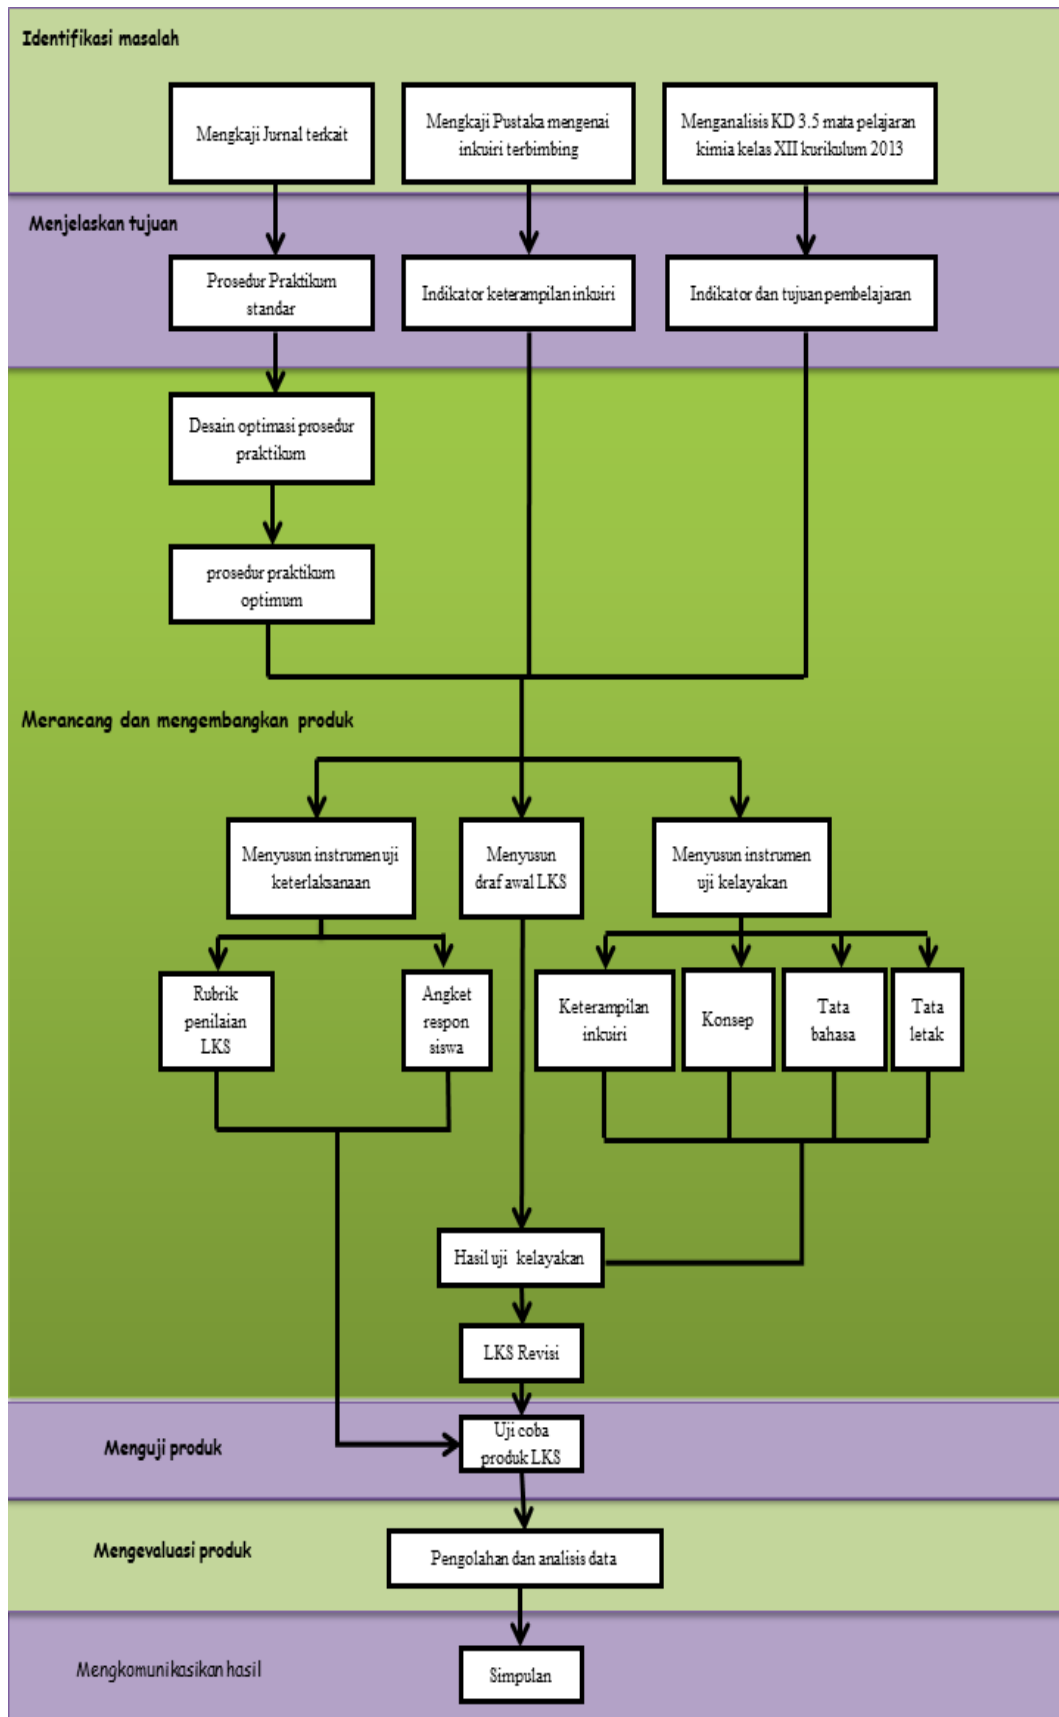 Identifikasi masalah
Mengkaji Jurnal terkait
Mengkaji Pustaka mengenai
inkuiri terbimbing
Menganalisis KD 3.5 mata pelajaran
kimia kelas XII kurikulum 2013
Menjelaskan tujuan
Prosedur Praktikum
standar
Indikator keterampilan inkuiri
Indikator dan tujuan pembelajaran
Desain optimasi prosedur
praktikum
prosedur praktikum
optimum
Merancang dan mengembangkan produk
Menyusun instrumen uji
keterlaksanaan
Menyusun
draf awal LKS
Menyusun instrumen
uji kelayakan
Rubrik
penilaian
LKS
Angket
respon
siswa
Keterampilan
inkuiri
Konsep
Tata
bahasa
Tata
letak
Hasil uji kelayakan
LKS Revisi
Menguji produk
Uji coba
produk LKS
Mengevaluasi produk
Pengolahan dan analisis data
Mengkomunikasikan hasil
Simpulan